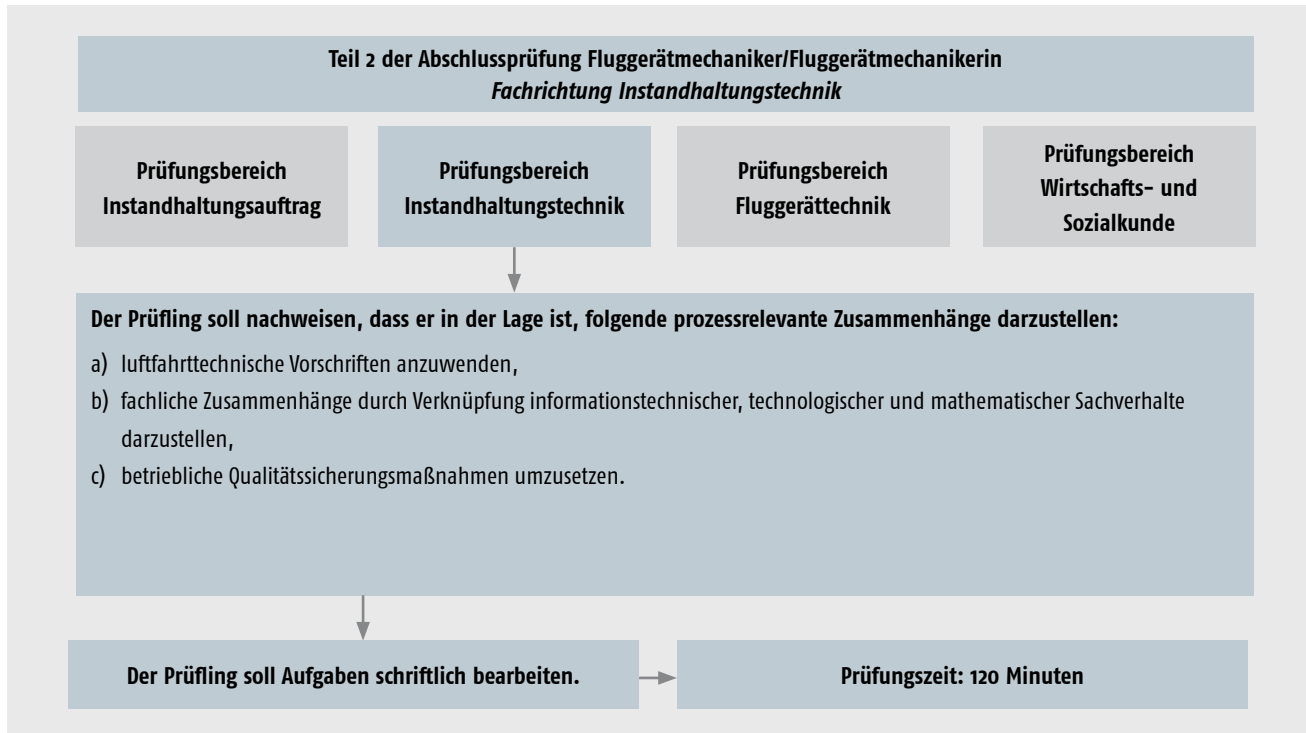 Teil 2 der Abschlussprüfung Fluggerätmechaniker/Fluggerätmechanikerin
Fachrichtung Instandhaltungstechnik
Prüfungsbereich
Instandhaltungsauftrag
Prüfungsbereich
Instandhaltungstechnik
Prüfungsbereich
Fluggerättechnik
Prüfungsbereich
Wirtschafts- und
Sozialkunde
Der Prüfling soll nachweisen, dass er in der Lage ist, folgende prozessrelevante Zusammenhänge darzustellen:
a) luftfahrttechnische Vorschriften anzuwenden,
b) fachliche Zusammenhänge durch Verknüpfung informationstechnischer, technologischer und mathematischer Sachverhalte
darzustellen,
c) betriebliche Qualitätssicherungsmaßnahmen umzusetzen.
Der Prüfling soll Aufgaben schriftlich bearbeiten.
Prüfungszeit: 120 Minuten